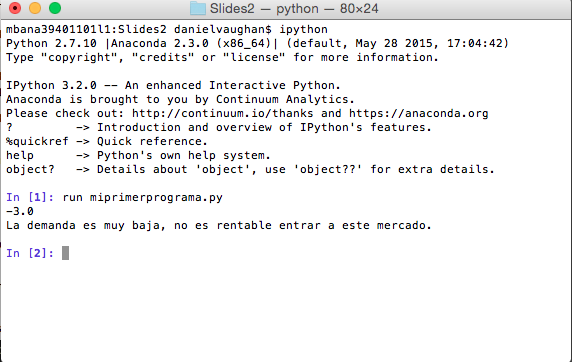 Slides2 — python — 80×24
mbana39401101l1:Slides2 danielvaughan$ ipython
Python 2.7.10 |Anaconda 2.3.0 (x86_64)| (default, May 28 2015, 17:04:42)
Type "copyright", "credits" or "license" for more information.
IPython 3.2.0 -- An enhanced Interactive Python.
Anaconda is brought to you by Continuum Analytics.
Please check out: http://continuum.io/thanks and https://anaconda.org
?         -> Introduction and overview of IPython's features.
%quickref -> Quick reference.
help      -> Python's own help system.
object?   -> Details about 'object', use 'object??' for extra details.
In [1]: run miprimerprograma.py
-3.0
La demanda es muy baja, no es rentable entrar a este mercado.
In [2]: